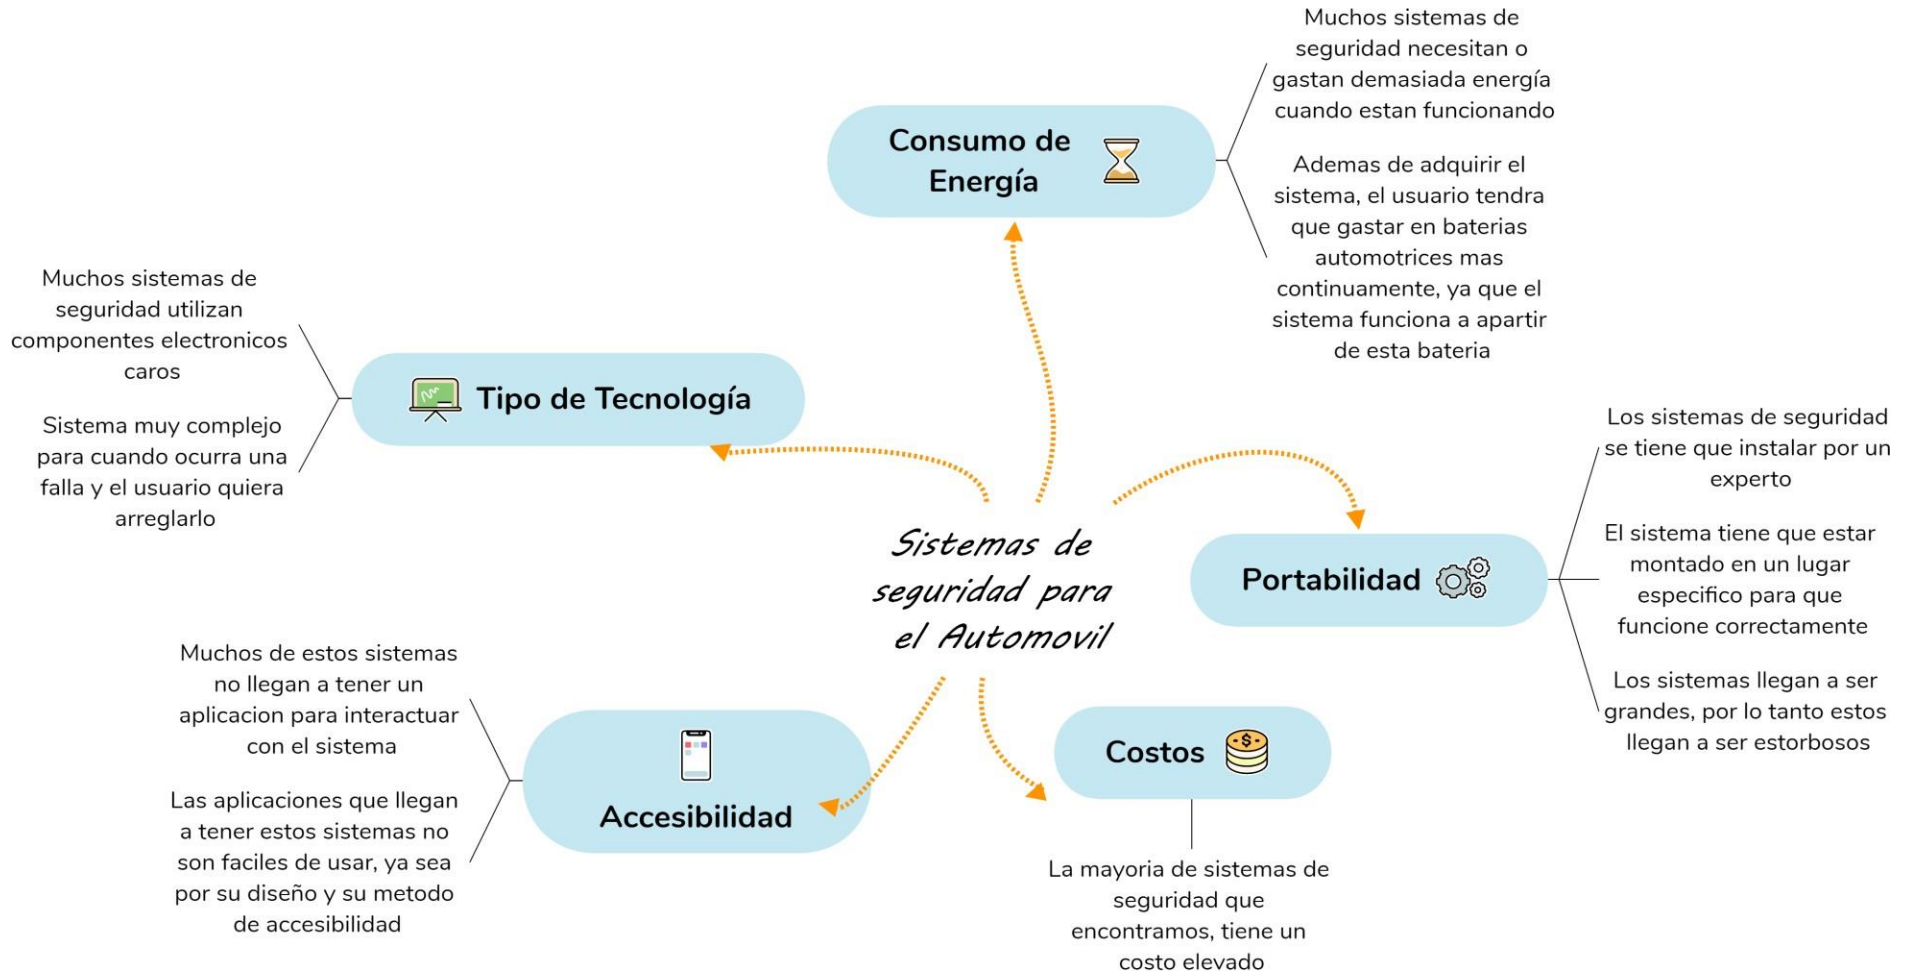 Muchos sistemas de
seguridad necesitan o
gastan demasiada energía
cuando estan funcionando
Consumo de
Energía
Ademas de adquirir el
sistema, el usuario tendra
que gastar en baterias
automotrices mas
continuamente, ya que el
sistema funciona a apartir
de esta bateria
Muchos sistemas de
seguridad utilizan
componentes electronicos
caros
Tipo de Tecnología
Sistema muy complejo
para cuando ocurra una
falla y el usuario quiera
arreglarlo
Los sistemas de seguridad
se tiene que instalar por un
experto
Sistemas de
seguridad para
el Automovil
Portabilidad
El sistema tiene que estar
montado en un lugar
especifico para que
funcione correctamente
Los sistemas llegan a ser
grandes, por lo tanto estos
llegan a ser estorbosos
Muchos de estos sistemas
no llegan a tener un
aplicacion para interactuar
con el sistema
Accesibilidad
Las aplicaciones que llegan
a tener estos sistemas no
son faciles de usar, ya sea
por su diseño y su metodo
de accesibilidad
Costos
$
La mayoria de sistemas de
seguridad que
encontramos, tiene un
costo elevado